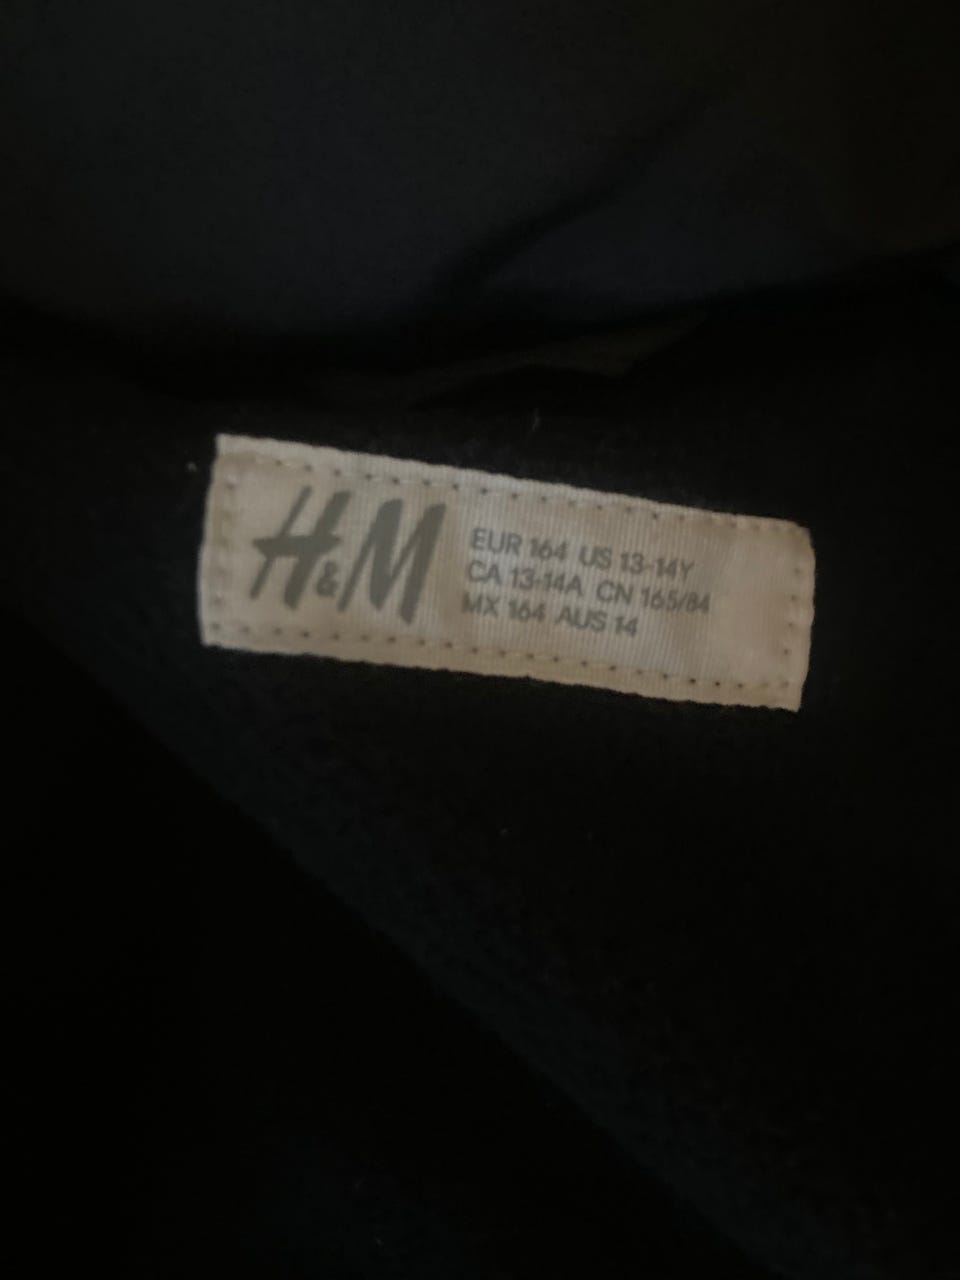 H&M
EUR 164 US 13-14Y
CA 13-14A CN 165/84
MX 164 AUS 14